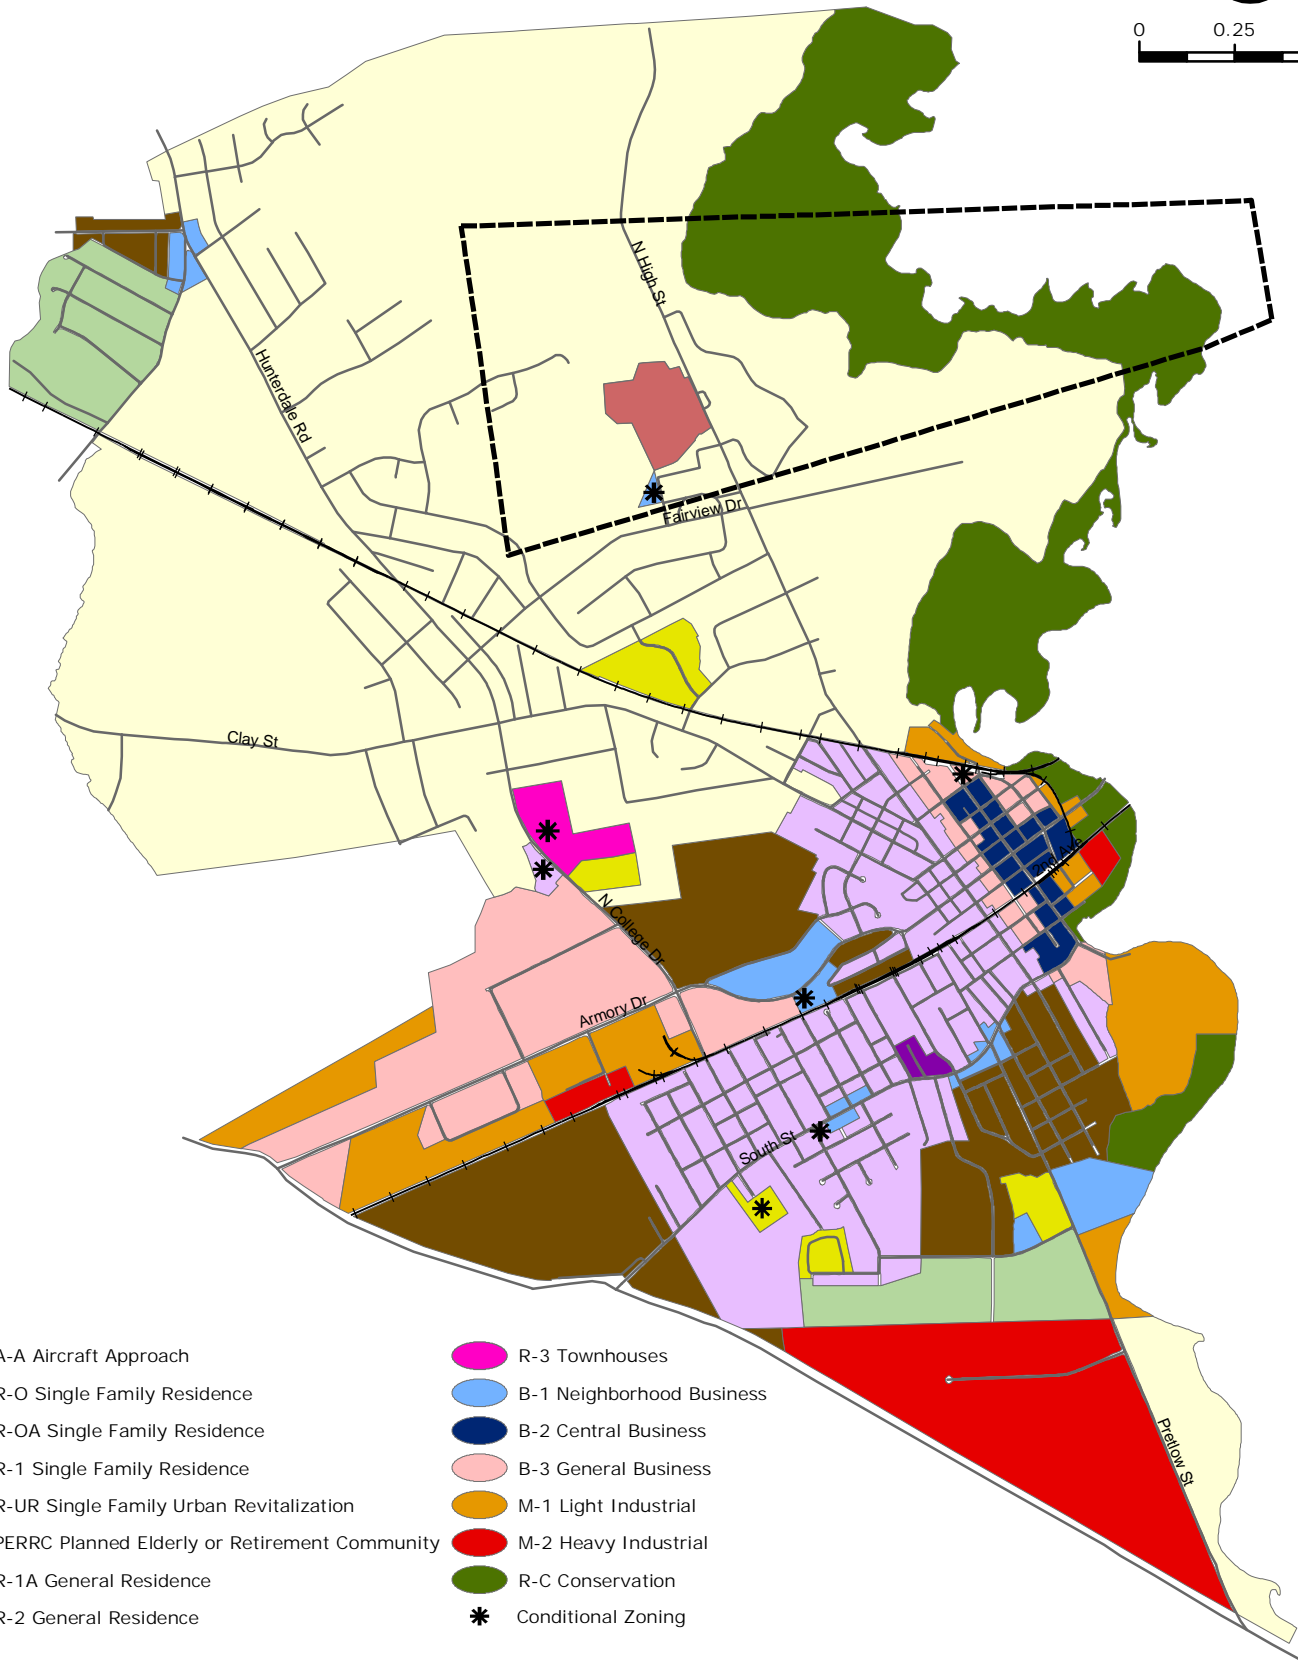 0 0.25
N High St
Hunterdale Rd
Fairview Dr
Clay St
2nd Ave
N College Dr
Armory Dr
South St
Pretlow St
A-A Aircraft Approach
R-O Single Family Residence
R-OA Single Family Residence
R-1 Single Family Residence
R-UR Single Family Urban Revitalization
PERRC Planned Elderly or Retirement Community
R-1A General Residence
R-2 General Residence
R-3 Townhouses
B-1 Neighborhood Business
B-2 Central Business
B-3 General Business
M-1 Light Industrial
M-2 Heavy Industrial
R-C Conservation
Conditional Zoning